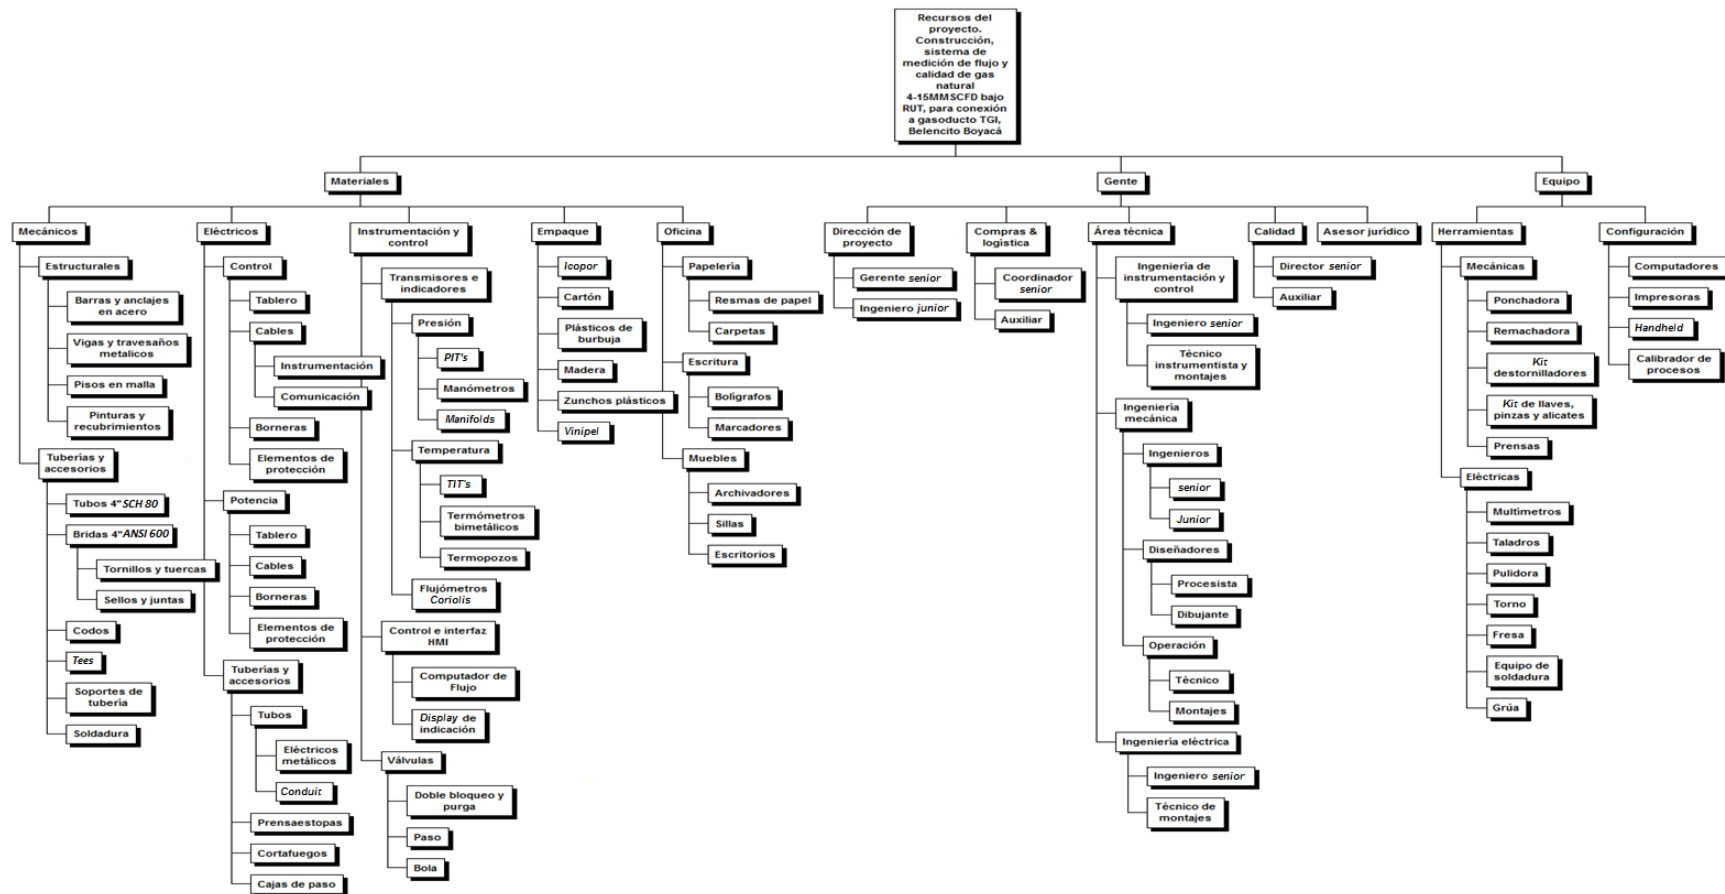 Recursos del
proyecto.
Construcción,
sistema de
medición de flujo y
calidad de gas
natural
4-15MMSCFD bajo
RUT, para conexión
a gasoducto TGI,
Belencito Boyacá
Materiales
Mecánicos
Estructurales
Barras y anclajes
en acero
Vigas y travesaños
metalicos
Pisos en malla
Pinturas y
recubrimientos
Tuberías y
accesorios
Tubos 4" SCH 80
Bridas 4" ANSI 600
Tornillos y tuercas
Sellos y juntas
Codos
Tees
Soportes de
tubería
Soldadura
Eléctricos
Control
Tablero
Cables
Instrumentación
Comunicación
Borneras
Elementos de
protección
Potencia
Tablero
Cables
Borneras
Elementos de
protección
Tuberías y
accesorios
Tubos
Eléctricos
metálicos
Conduit
Prensaestopas
Cortafuegos
Cajas de paso
Instrumentación y
control
Transmisores e
indicadores
Presión
PIT's
Manómetros
Manifolds
Temperatura
TIT's
Termómetros
bimetálicos
Termopozos
Flujómetros
Coriolis
Control e interfaz
HMI
Computador de
Flujo
Display de
indicación
Válvulas
Doble bloqueo y
purga
Paso
Bola
Empaque
Icopor
Cartón
Plásticos de
burbuja
Madera
Zunchos plásticos
Vinipel
Oficina
Papelería
Resmas de papel
Carpetas
Escritura
Bolígrafos
Marcadores
Muebles
Archivadores
Sillas
Escritorios
Gente
Dirección de
proyecto
Gerente senior
Ingeniero junior
Compras &
logística
Coordinador
senior
Auxiliar
Área técnica
Ingeniería de
instrumentación y
control
Ingeniero senior
Técnico
instrumentista y
montajes
Ingeniería
mecánica
Ingenieros
senior
Junior
Diseñadores
Procesista
Dibujante
Operación
Técnico
Montajes
Ingeniería eléctrica
Ingeniero senior
Técnico de
montajes
Calidad
Director senior
Auxiliar
Asesor jurídico
Equipo
Herramientas
Mecánicas
Ponchadora
Remachadora
Kit
destornilladores
Kit de llaves,
pinzas y alicates
Prensas
Eléctricas
Multímetros
Taladros
Pulidora
Torno
Fresa
Equipo de
soldadura
Grúa
Configuración
Computadores
Impresoras
Handheld
Calibrador de
procesos